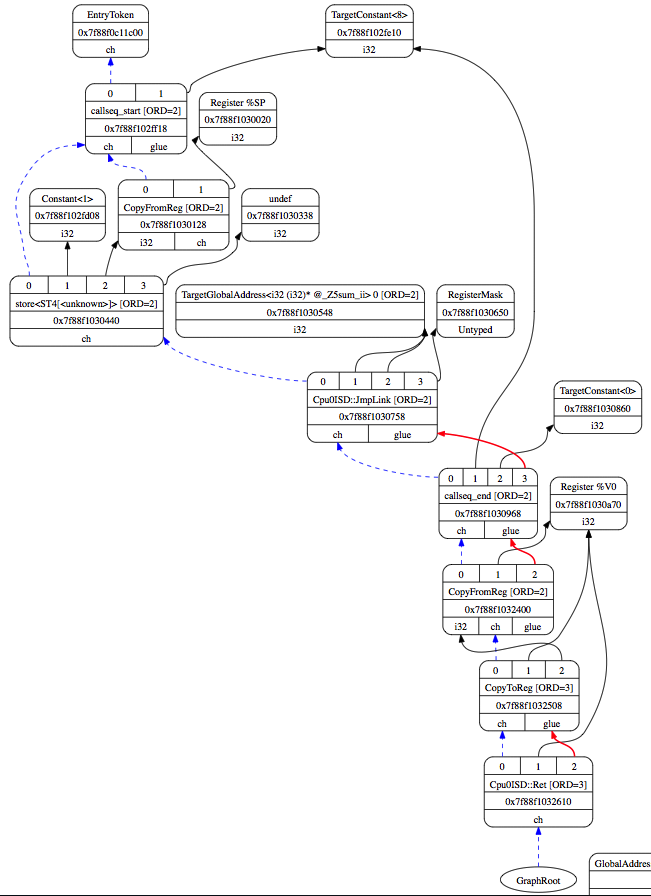 EntryToken
0x7f88f0c11c00
ch
TargetConstant<8>
0x7f88f102fe10
i32
0 1
callseq_start [ORD=2]
0x7f88f102ff18
ch glue
Register %SP
0x7f88f1030020
i32
Constant<1>
0x7f88f102fd08
i32
0 1
CopyFromReg [ORD=2]
0x7f88f1030128
i32 ch
undef
0x7f88f1030338
i32
0 1 2 3
store<ST4[<unknown>]> [ORD=2]
0x7f88f1030440
ch
TargetGlobalAddress<i32 (i32)* @_Z5sum_ii> 0 [ORD=2]
0x7f88f1030548
i32
RegisterMask
0x7f88f1030650
Untyped
0 1 2 3
Cpu0ISD::JmpLink [ORD=2]
0x7f88f1030758
ch glue
TargetConstant<0>
0x7f88f1030860
i32
0 1 2 3
callseq_end [ORD=2]
0x7f88f1030968
ch glue
Register %V0
0x7f88f1030a70
i32
0 1 2
CopyFromReg [ORD=2]
0x7f88f1032400
i32 ch glue
0 1 2
CopyToReg [ORD=3]
0x7f88f1032508
ch glue
0 1 2
Cpu0ISD::Ret [ORD=3]
0x7f88f1032610
ch
GraphRoot
GlobalAddres